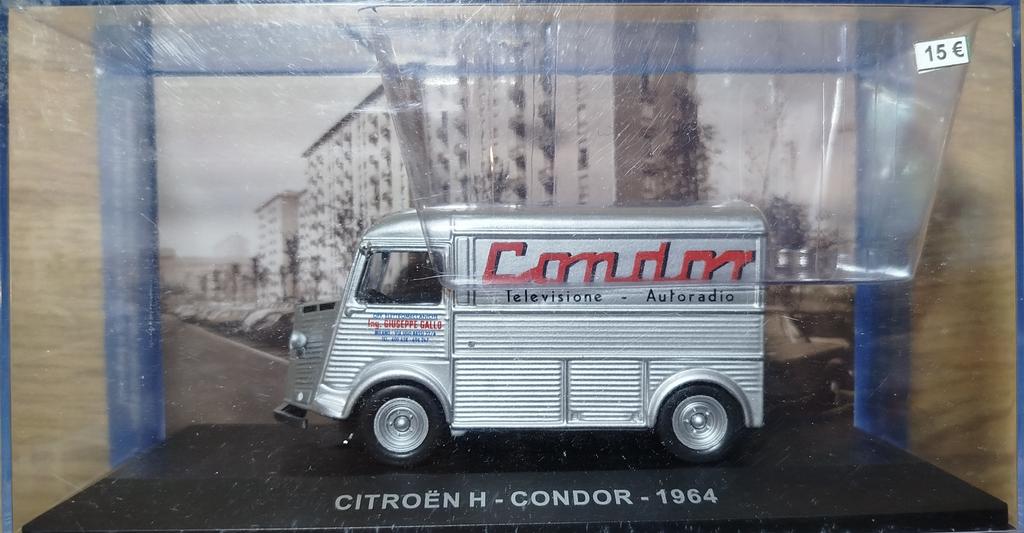 15 €
Condor
Televisione - Autoradio
Ing. GIUSEPPE GALLO
CITROËN H - CONDOR - 1964